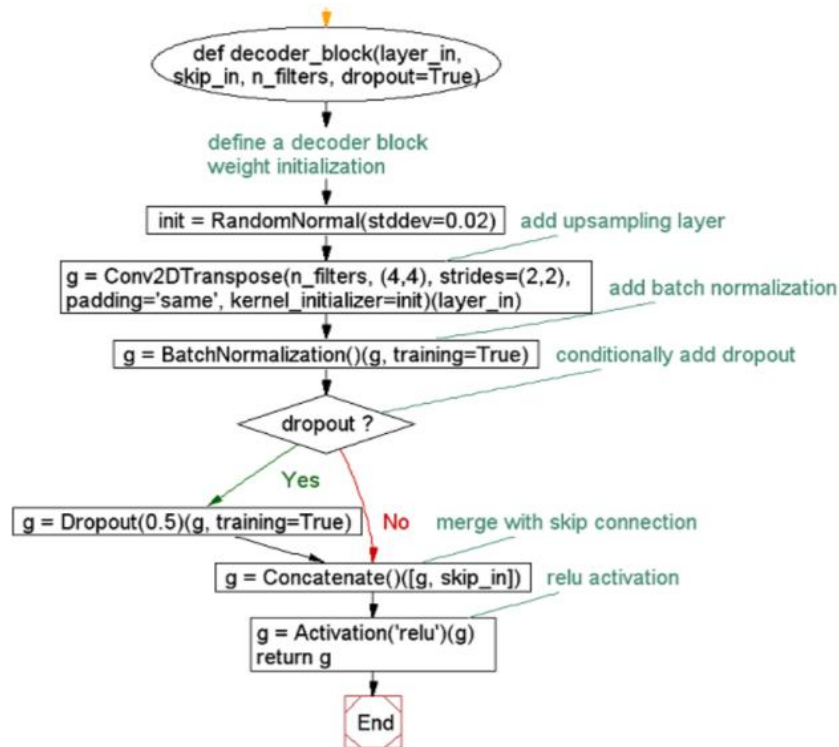 def decoder_block(layer_in,
skip_in, n_filters, dropout=True)
define a decoder block
weight initialization
init = RandomNormal(stddev=0.02)
add upsampling layer
g = Conv2DTranspose(n_filters, (4,4), strides=(2,2),
padding='same', kernel_initializer=init)(layer_in)
add batch normalization
g = BatchNormalization()(g, training=True)
conditionally add dropout
dropout ?
Yes
g = Dropout(0.5)(g, training=True)
No
merge with skip connection
g = Concatenate()([g, skip_in])
relu activation
g = Activation('relu')(g)
return g
End